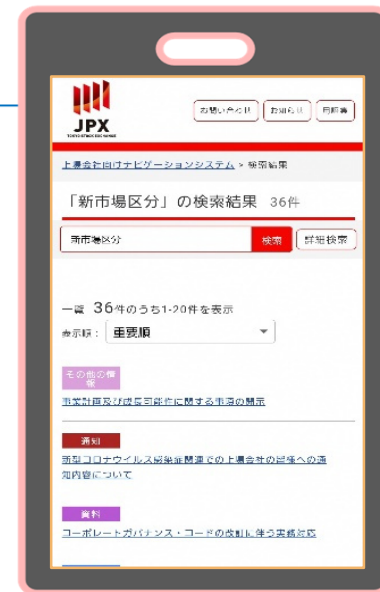 JPX
TOKYO STOCK EXCHANGE
お問い合わせ
お知らせ
用語集
上場会社向けナビゲーションシステム > 検索結果
「新市場区分」の検索結果 36件
新市場区分
検索
詳細検索
一覧 36件のうち1-20件を表示
表示順： 重要順
その他の情
報
事業計画及び成長可能性に関する事項の開示
通知
新型コロナウイルス感染症関連での上場会社の皆様への通
知内容について
資料
コーポレートガバナンス・コードの改訂に伴う実務対応